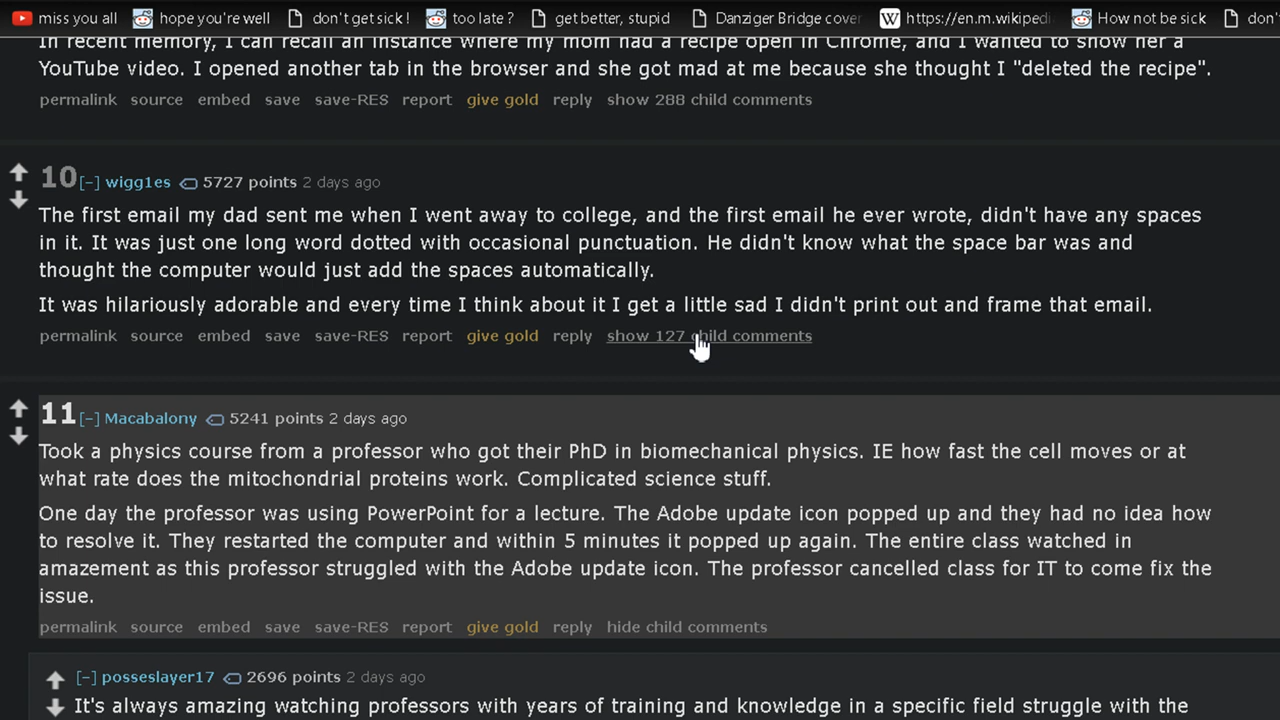 miss you all hope you're well don't get sick ! too late ? get better, stupid Danziger Bridge cover https://en.m.wikipedi How not be sick don'
In recent memory, I can recall an instance where my mom had a recipe open in Chrome, and I wanted to show her a
YouTube video. I opened another tab in the browser and she got mad at me because she thought I "deleted the recipe".
permalink source embed save save-RES report give gold reply show 288 child comments
10 [–] wigg1es 5727 points 2 days ago
The first email my dad sent me when I went away to college, and the first email he ever wrote, didn't have any spaces
in it. It was just one long word dotted with occasional punctuation. He didn't know what the space bar was and
thought the computer would just add the spaces automatically.
It was hilariously adorable and every time I think about it I get a little sad I didn't print out and frame that email.
permalink source embed save save-RES report give gold reply show 127 child comments
11 [–] Macabalony 5241 points 2 days ago
Took a physics course from a professor who got their PhD in biomechanical physics. IE how fast the cell moves or at
what rate does the mitochondrial proteins work. Complicated science stuff.
One day the professor was using PowerPoint for a lecture. The Adobe update icon popped up and they had no idea how
to resolve it. They restarted the computer and within 5 minutes it popped up again. The entire class watched in
amazement as this professor struggled with the Adobe update icon. The professor cancelled class for IT to come fix the
issue.
permalink source embed save save-RES report give gold reply hide child comments
[–] posseslayer17 2696 points 2 days ago
It's always amazing watching professors with years of training and knowledge in a specific field struggle with the